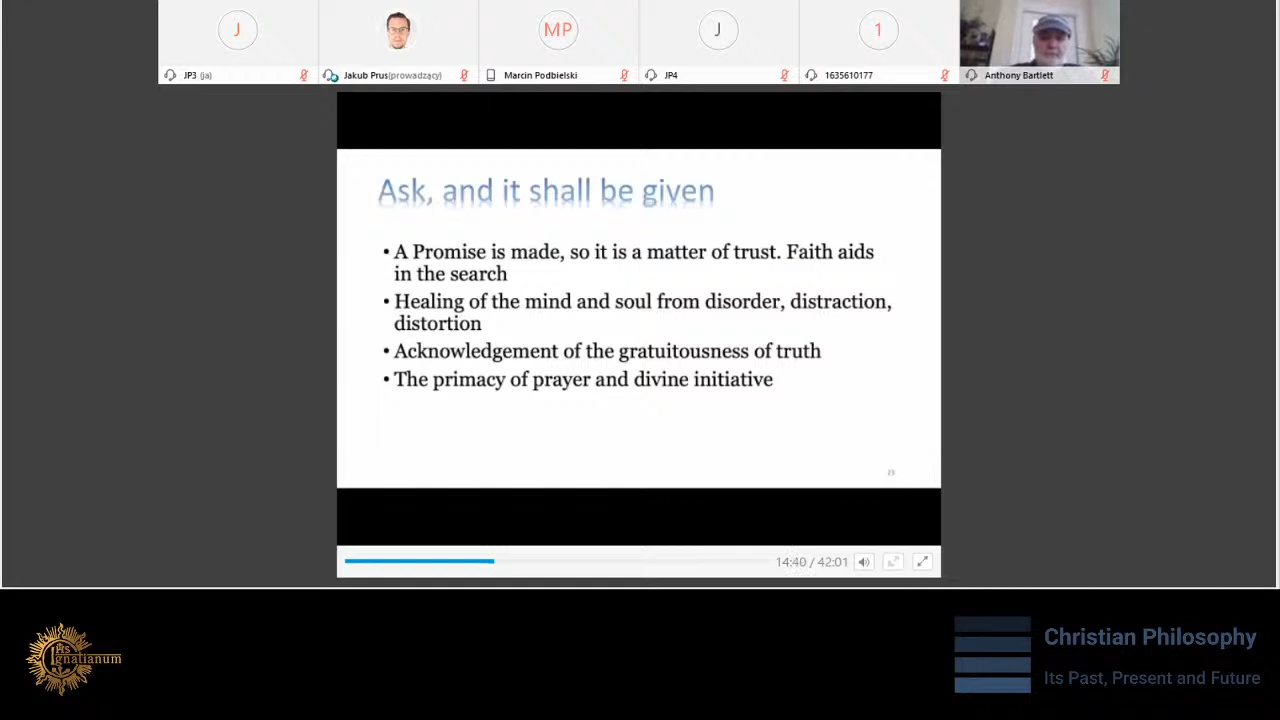 J
MP
J
1
JP3 (ja)
Jakub Prus(prowadzący)
Marcin Podbielski
JP4
1635610177
Anthony Bartlett
Ask, and it shall be given
• A Promise is made, so it is a matter of trust. Faith aids
in the search
• Healing of the mind and soul from disorder, distraction,
distortion
• Acknowledgement of the gratuitousness of truth
• The primacy of prayer and divine initiative
14:40 / 42:01
Ignatianum
Christian Philosophy
Its Past, Present and Future